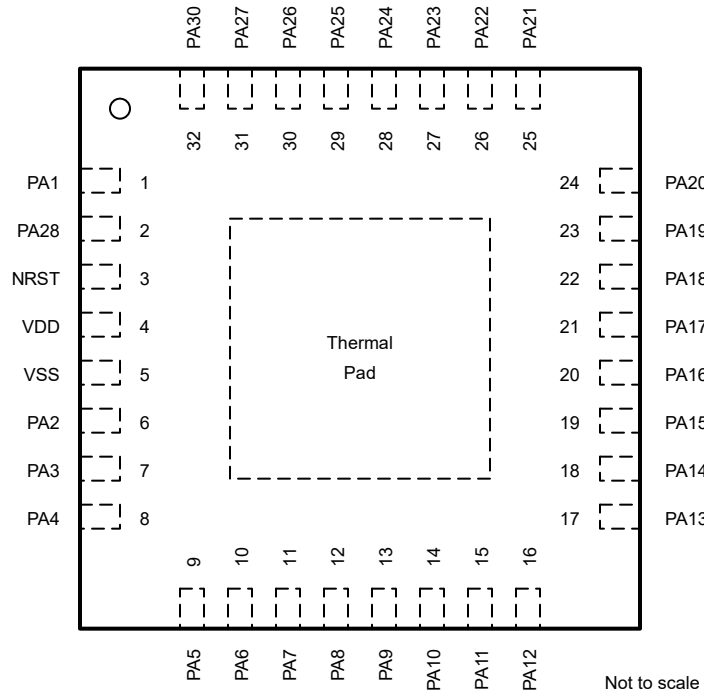 PA30 PA27 PA26 PA25 PA24 PA23 PA22 PA21
32 31 30 29 28 27 26 25
PA1 1 24 PA20
PA28 2 23 PA19
NRST 3 22 PA18
VDD 4 21 PA17
VSS 5 20 PA16
PA2 6 19 PA15
PA3 7 18 PA14
PA4 8 17 PA13
Thermal
Pad
9 10 11 12 13 14 15 16
PA5 PA6 PA7 PA8 PA9 PA10 PA11 PA12
Not to scale